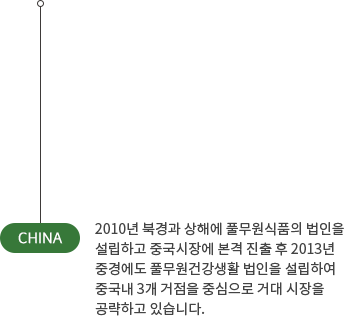 CHINA
2010년 북경과 상해에 풀무원식품의 법인을
설립하고 중국시장에 본격 진출 후 2013년
중경에도 풀무원건강생활 법인을 설립하여
중국내 3개 거점을 중심으로 거대 시장을
공략하고 있습니다.